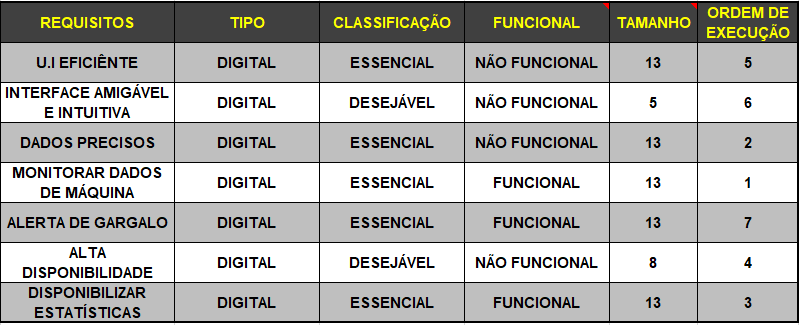 REQUISITOS TIPO CLASSIFICAÇÃO FUNCIONAL TAMANHO ORDEM DE EXECUÇÃO
U.I EFICIÊNTE DIGITAL ESSENCIAL NÃO FUNCIONAL 13 5
INTERFACE AMIGÁVEL E INTUITIVA DIGITAL DESEJÁVEL NÃO FUNCIONAL 5 6
DADOS PRECISOS DIGITAL ESSENCIAL NÃO FUNCIONAL 13 2
MONITORAR DADOS DE MÁQUINA DIGITAL ESSENCIAL FUNCIONAL 13 1
ALERTA DE GARGALO DIGITAL ESSENCIAL FUNCIONAL 13 7
ALTA DISPONIBILIDADE DIGITAL DESEJÁVEL NÃO FUNCIONAL 8 4
DISPONIBILIZAR ESTATÍSTICAS DIGITAL ESSENCIAL FUNCIONAL 13 3